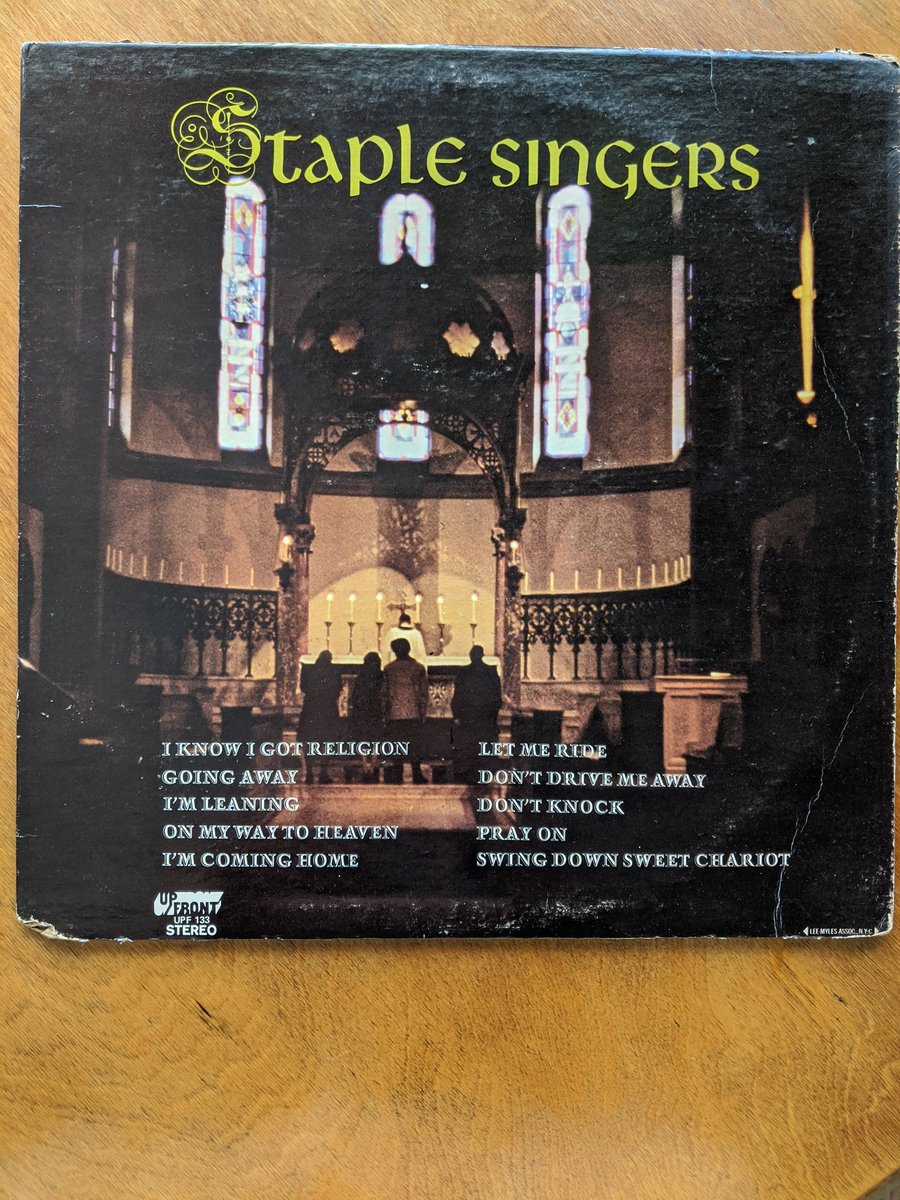 Staple singers
I KNOW I GOT RELIGION
GOING AWAY
I'M LEANING
ON MY WAY TO HEAVEN
I'M COMING HOME
LET ME RIDE
DON'T DRIVE ME AWAY
DON'T KNOCK
PRAY ON
SWING DOWN SWEET CHARIOT
UP FRONT
UPF 133
STEREO
LEE-MYLES ASSOC., N.Y.C.